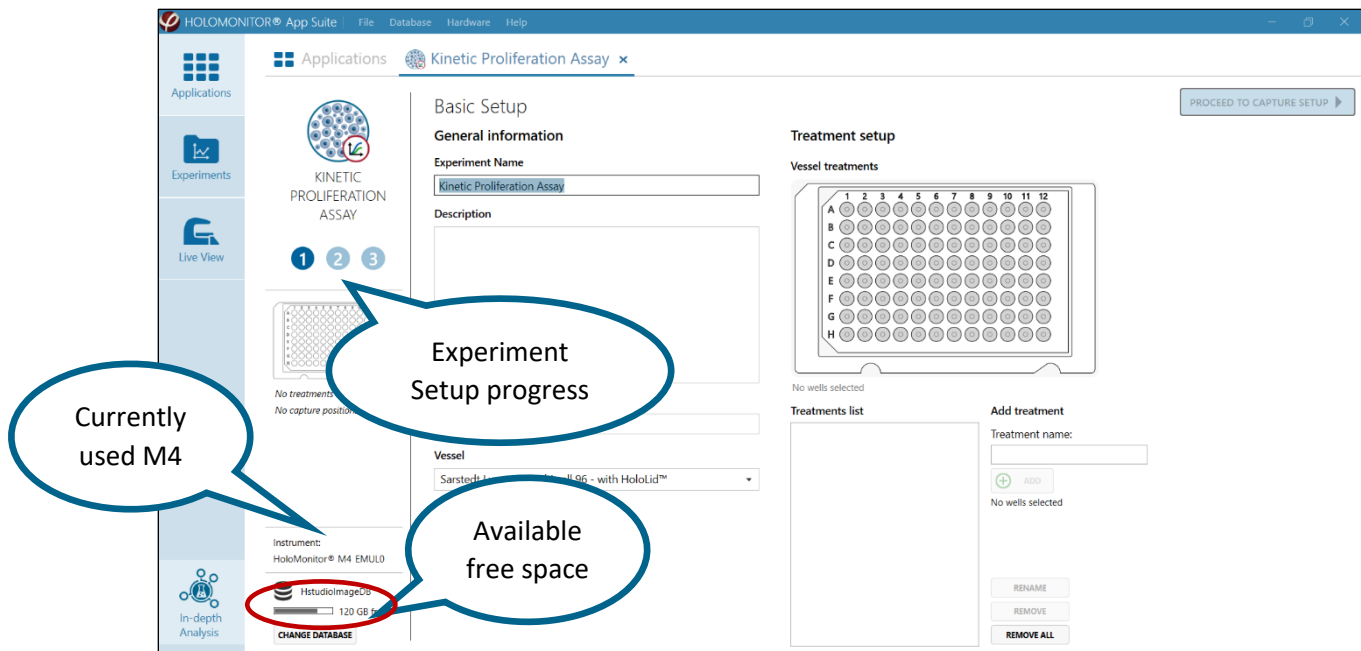 HOLOMONITOR® App Suite File Database Hardware Help
Applications
Experiments
Live View
In-depth
Analysis
Applications Kinetic Proliferation Assay ×
KINETIC
PROLIFERATION
ASSAY
1 2 3
No treatments
No capture position
Instrument:
HoloMonitor® M4 EMUL0
HstudioImageDB
120 GB
CHANGE DATABASE
Currently
used M4
Experiment
Setup progress
Available
free space
Basic Setup
General information
Experiment Name
Kinetic Proliferation Assay
Description
Vessel
Sarstedt 96 - with HoloLid™
PROCEED TO CAPTURE SETUP
Treatment setup
Vessel treatments
1 2 3 4 5 6 7 8 9 10 11 12
A
B
C
D
E
F
G
H
No wells selected
Treatments list
Add treatment
Treatment name:
ADD
No wells selected
RENAME
REMOVE
REMOVE ALL